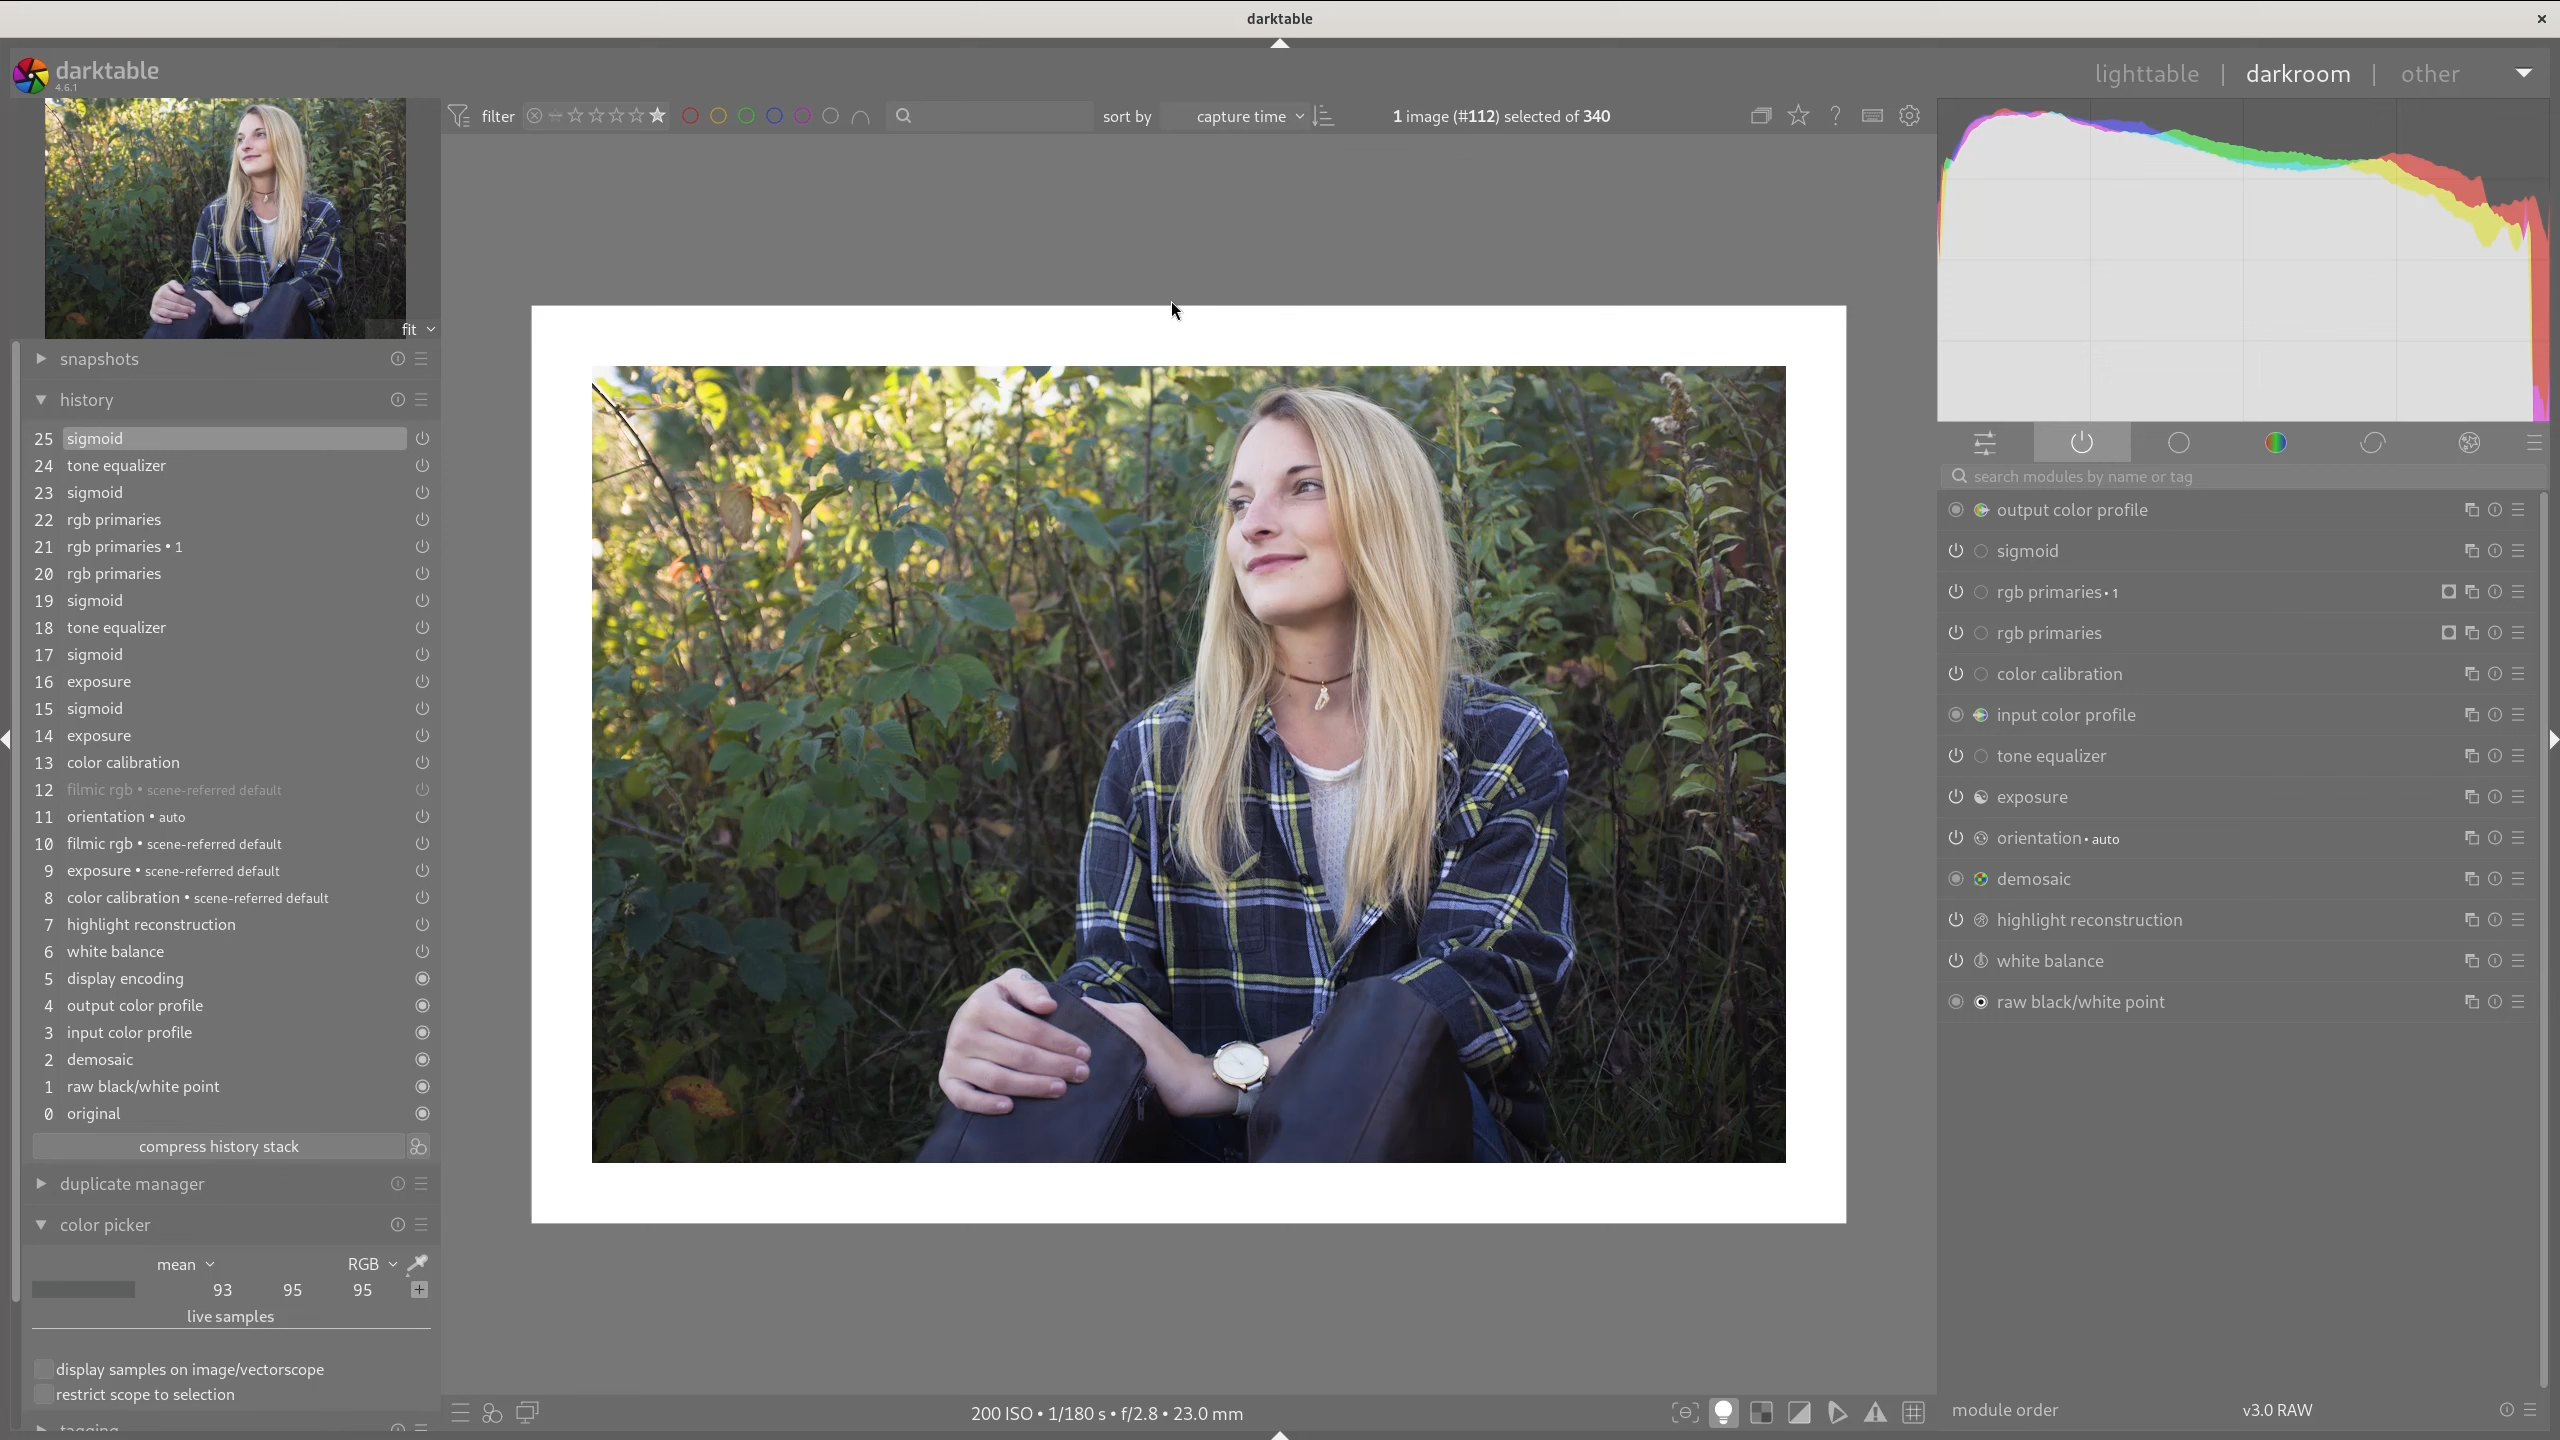 darktable
darktable
4.6.1
lighttable | darkroom | other
filter
sort by capture time
1 image (#112) selected of 340
fit
snapshots
history
25 sigmoid
24 tone equalizer
23 sigmoid
22 rgb primaries
21 rgb primaries • 1
20 rgb primaries
19 sigmoid
18 tone equalizer
17 sigmoid
16 exposure
15 sigmoid
14 exposure
13 color calibration
12 filmic rgb • scene-referred default
11 orientation • auto
10 filmic rgb • scene-referred default
9 exposure • scene-referred default
8 color calibration • scene-referred default
7 highlight reconstruction
6 white balance
5 display encoding
4 output color profile
3 input color profile
2 demosaic
1 raw black/white point
0 original
compress history stack
duplicate manager
color picker
mean RGB
93 95 95
live samples
display samples on image/vectorscope
restrict scope to selection
tagging
200 ISO • 1/180 s • f/2.8 • 23.0 mm
search modules by name or tag
output color profile
sigmoid
rgb primaries • 1
rgb primaries
color calibration
input color profile
tone equalizer
exposure
orientation • auto
demosaic
highlight reconstruction
white balance
raw black/white point
module order v3.0 RAW